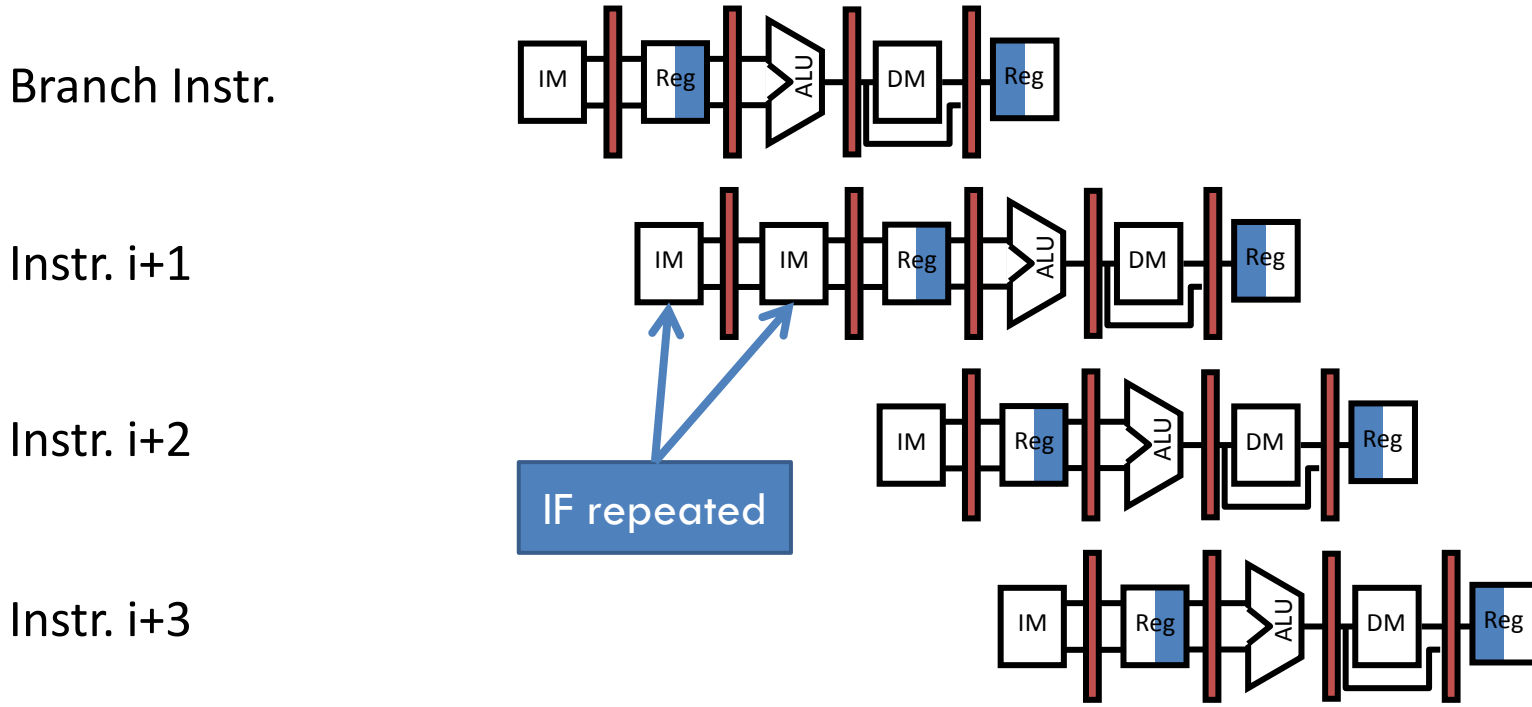 Branch Instr.
IM Reg ALU DM Reg
Instr. i+1
IM IM Reg ALU DM Reg
Instr. i+2
IM Reg ALU DM Reg
IF repeated
Instr. i+3
IM Reg ALU DM Reg